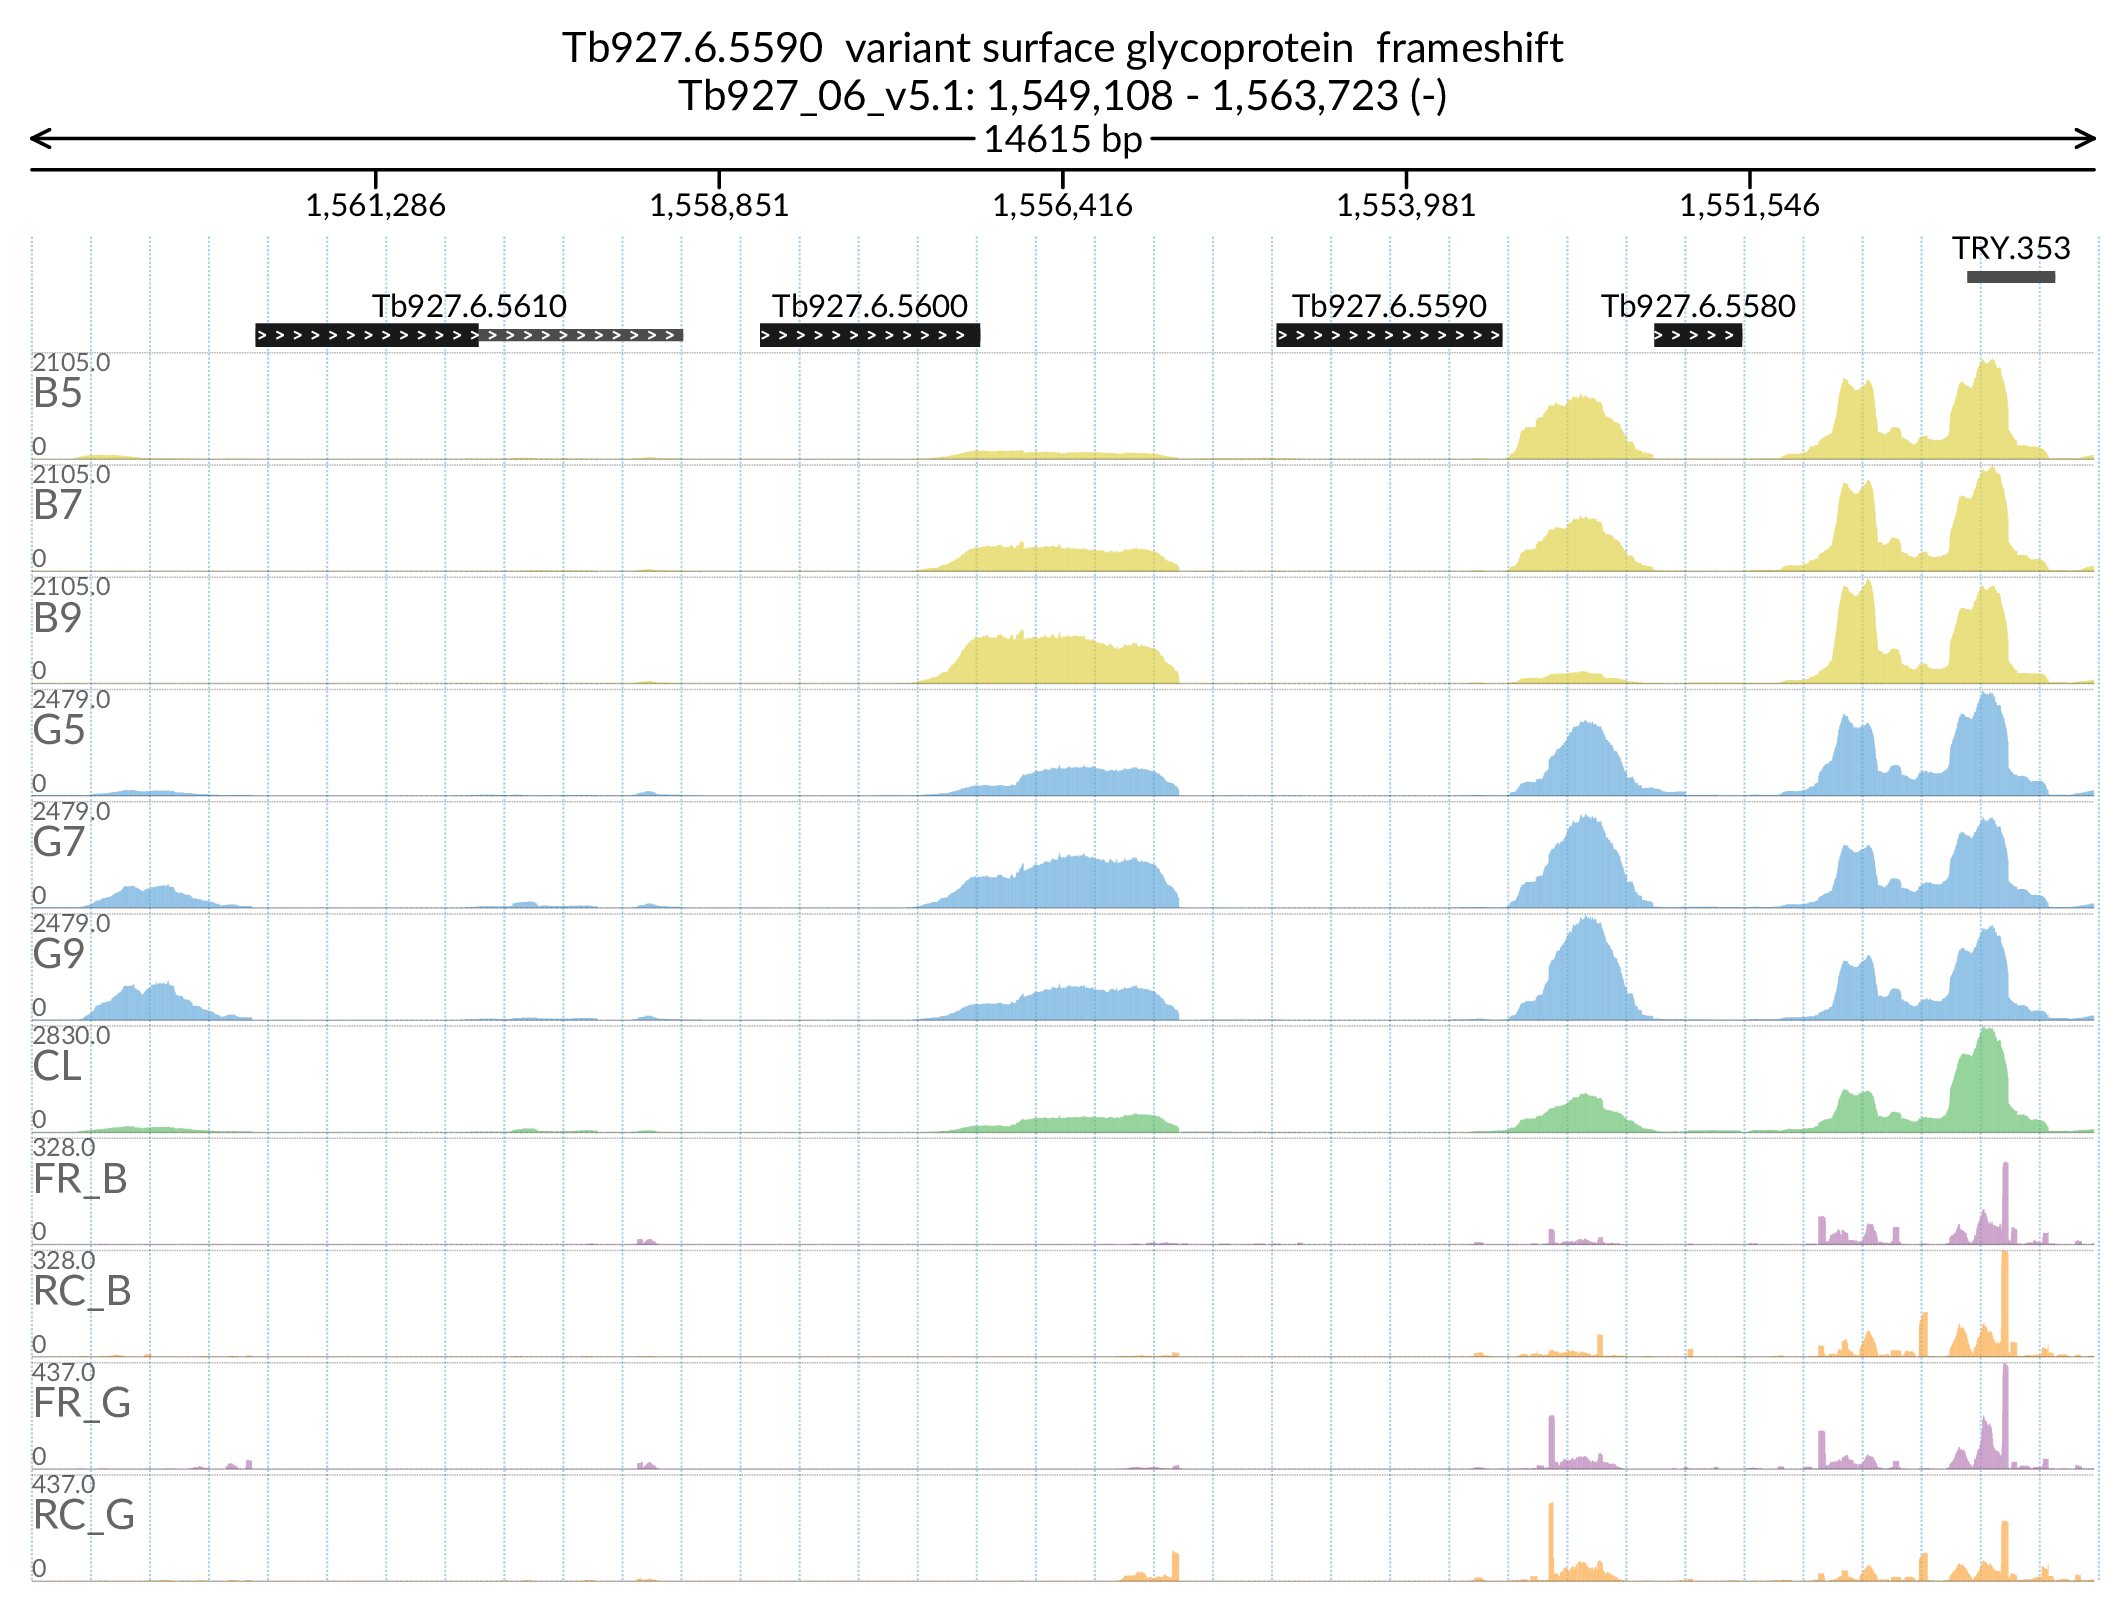 Tb927.6.5590 variant surface glycoprotein frameshift
Tb927_06_v5.1: 1,549,108 - 1,563,723 (-)
14615 bp
1,561,286 1,558,851 1,556,416 1,553,981 1,551,546
TRY.353
Tb927.6.5610 Tb927.6.5600 Tb927.6.5590 Tb927.6.5580
2105.0
B5
0
2105.0
B7
0
2105.0
B9
0
2479.0
G5
0
2479.0
G7
0
2479.0
G9
0
2830.0
CL
0
328.0
FR_B
0
328.0
RC_B
0
437.0
FR_G
0
437.0
RC_G
0